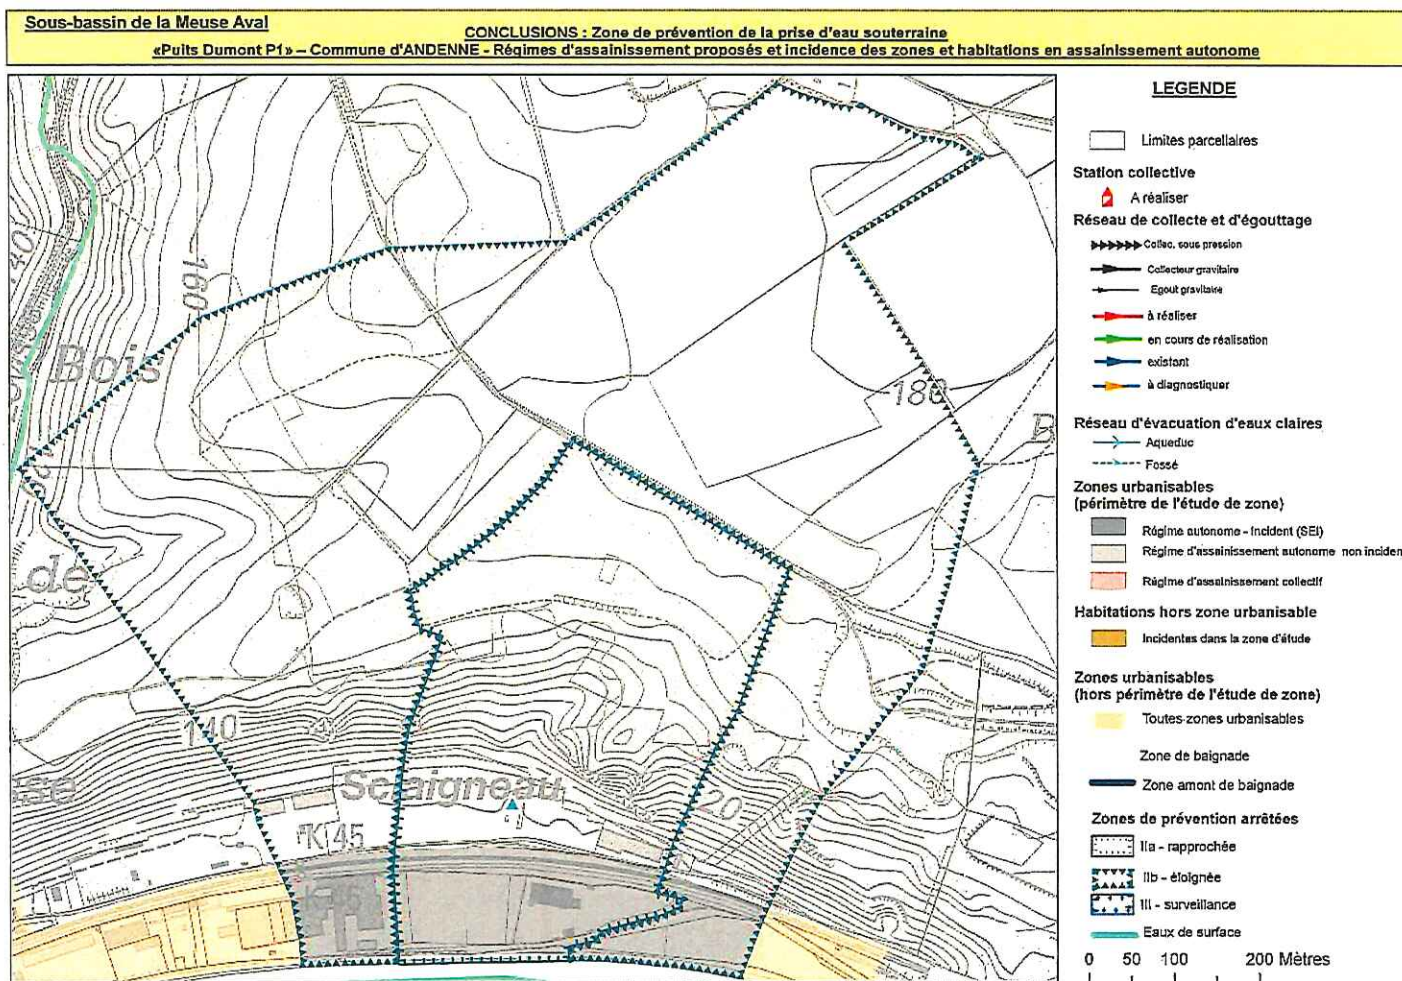 Sous-bassin de la Meuse Aval
CONCLUSIONS : Zone de prévention de la prise d'eau souterraine
«Puits Dumont P1» – Commune d'ANDENNE - Régimes d'assainissement proposés et incidence des zones et habitations en assainissement autonome
LEGENDE
Limites parcellaires
Station collective
A réaliser
Réseau de collecte et d'égouttage
Collec. sous pression
Collecteur gravitaire
Egout gravitaire
à réaliser
en cours de réalisation
existant
à diagnostiquer
Réseau d'évacuation d'eaux claires
Aqueduc
Fossé
Zones urbanisables
(périmètre de l'étude de zone)
Régime autonome - incident (SEI)
Régime d'assainissement autonome non inciden
Régime d'assainissement collectif
Habitations hors zone urbanisable
Incidentes dans la zone d'étude
Zones urbanisables
(hors périmètre de l'étude de zone)
Toutes zones urbanisables
Zone de baignade
Zone amont de baignade
Zones de prévention arrêtées
IIa - rapprochée
IIb - éloignée
III - surveillance
Eaux de surface
0 50 100 200 Mètres
160
Bois
180
B
de
140
Sclaigneau
20
K 45